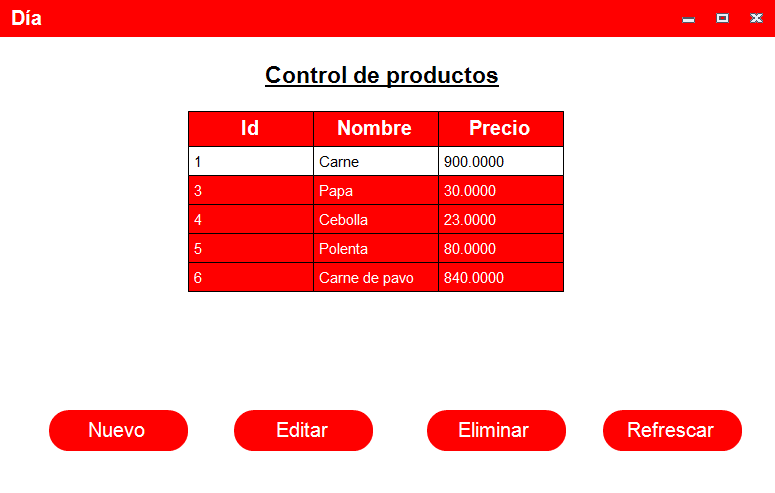 Día
Control de productos
Id Nombre Precio
1 Carne 900.0000
3 Papa 30.0000
4 Cebolla 23.0000
5 Polenta 80.0000
6 Carne de pavo 840.0000
Nuevo Editar Eliminar Refrescar